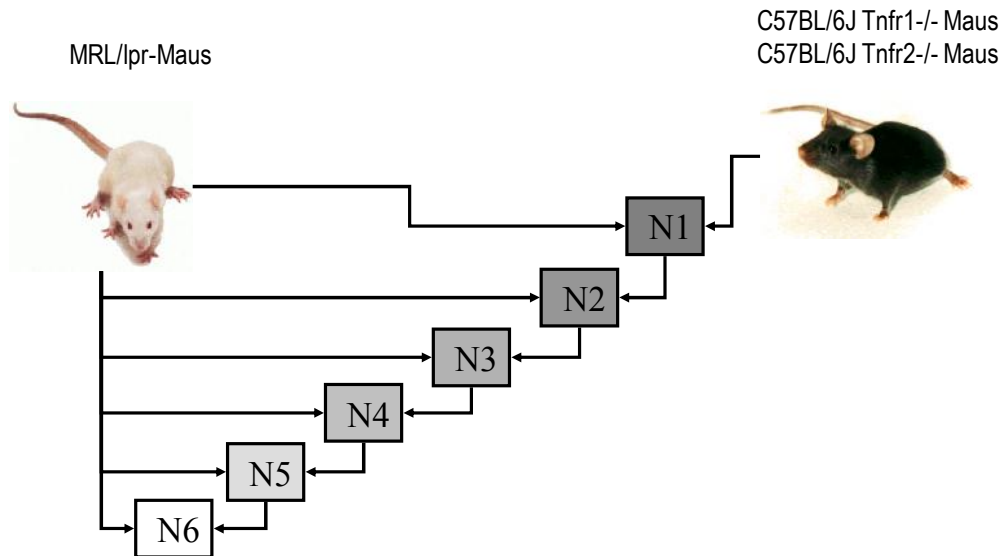 MRL/lpr-Maus
C57BL/6J Tnfr1-/- Maus
C57BL/6J Tnfr2-/- Maus
N1
N2
N3
N4
N5
N6